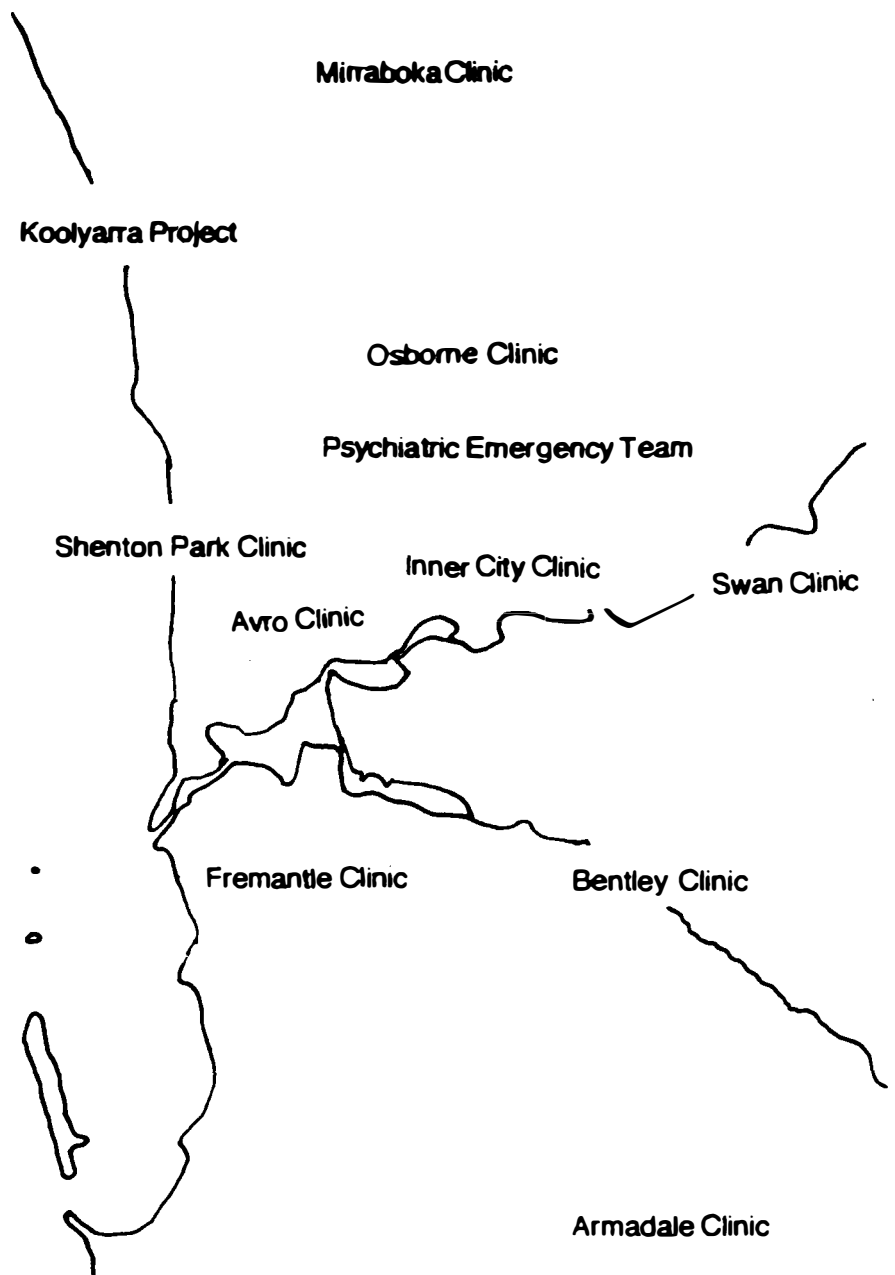 Mirraboka Clinic
Koolyarra Project
Osborne Clinic
Psychiatric Emergency Team
Shenton Park Clinic
Inner City Clinic
Swan Clinic
Avro Clinic
Fremantle Clinic
Bentley Clinic
Armadale Clinic